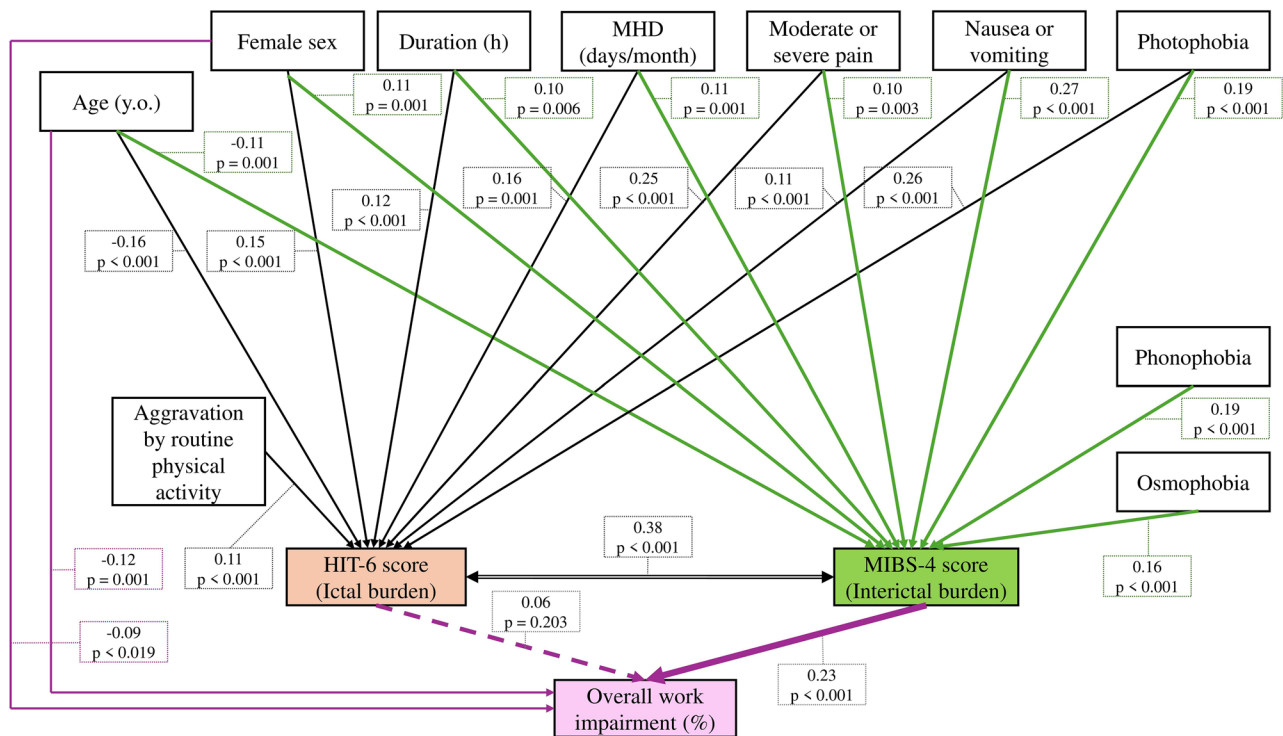 Female sex
Duration (h)
MHD
(days/month)
Moderate or
severe pain
Nausea or
vomiting
Photophobia
Age (y.o.)
0.11
p = 0.001
0.10
p = 0.006
0.11
p = 0.001
0.10
p = 0.003
0.27
p < 0.001
0.19
p < 0.001
-0.11
p = 0.001
0.12
p < 0.001
0.16
p = 0.001
0.25
p < 0.001
0.11
p < 0.001
0.26
p < 0.001
-0.16
p < 0.001
0.15
p < 0.001
Phonophobia
Aggravation
by routine
physical
activity
0.19
p < 0.001
Osmophobia
0.38
p < 0.001
-0.12
p = 0.001
0.11
p < 0.001
HIT-6 score
(Ictal burden)
MIBS-4 score
(Interictal burden)
0.16
p < 0.001
0.06
p = 0.203
-0.09
p < 0.019
0.23
p < 0.001
Overall work
impairment (%)